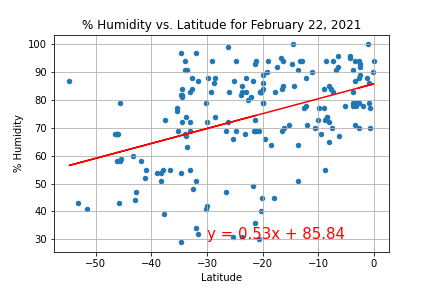 % Humidity vs. Latitude for February 22, 2021
100
90
80
70
60
50
40
30
% Humidity
y = 0.53x + 85.84
−50 −40 −30 −20 −10 0
Latitude